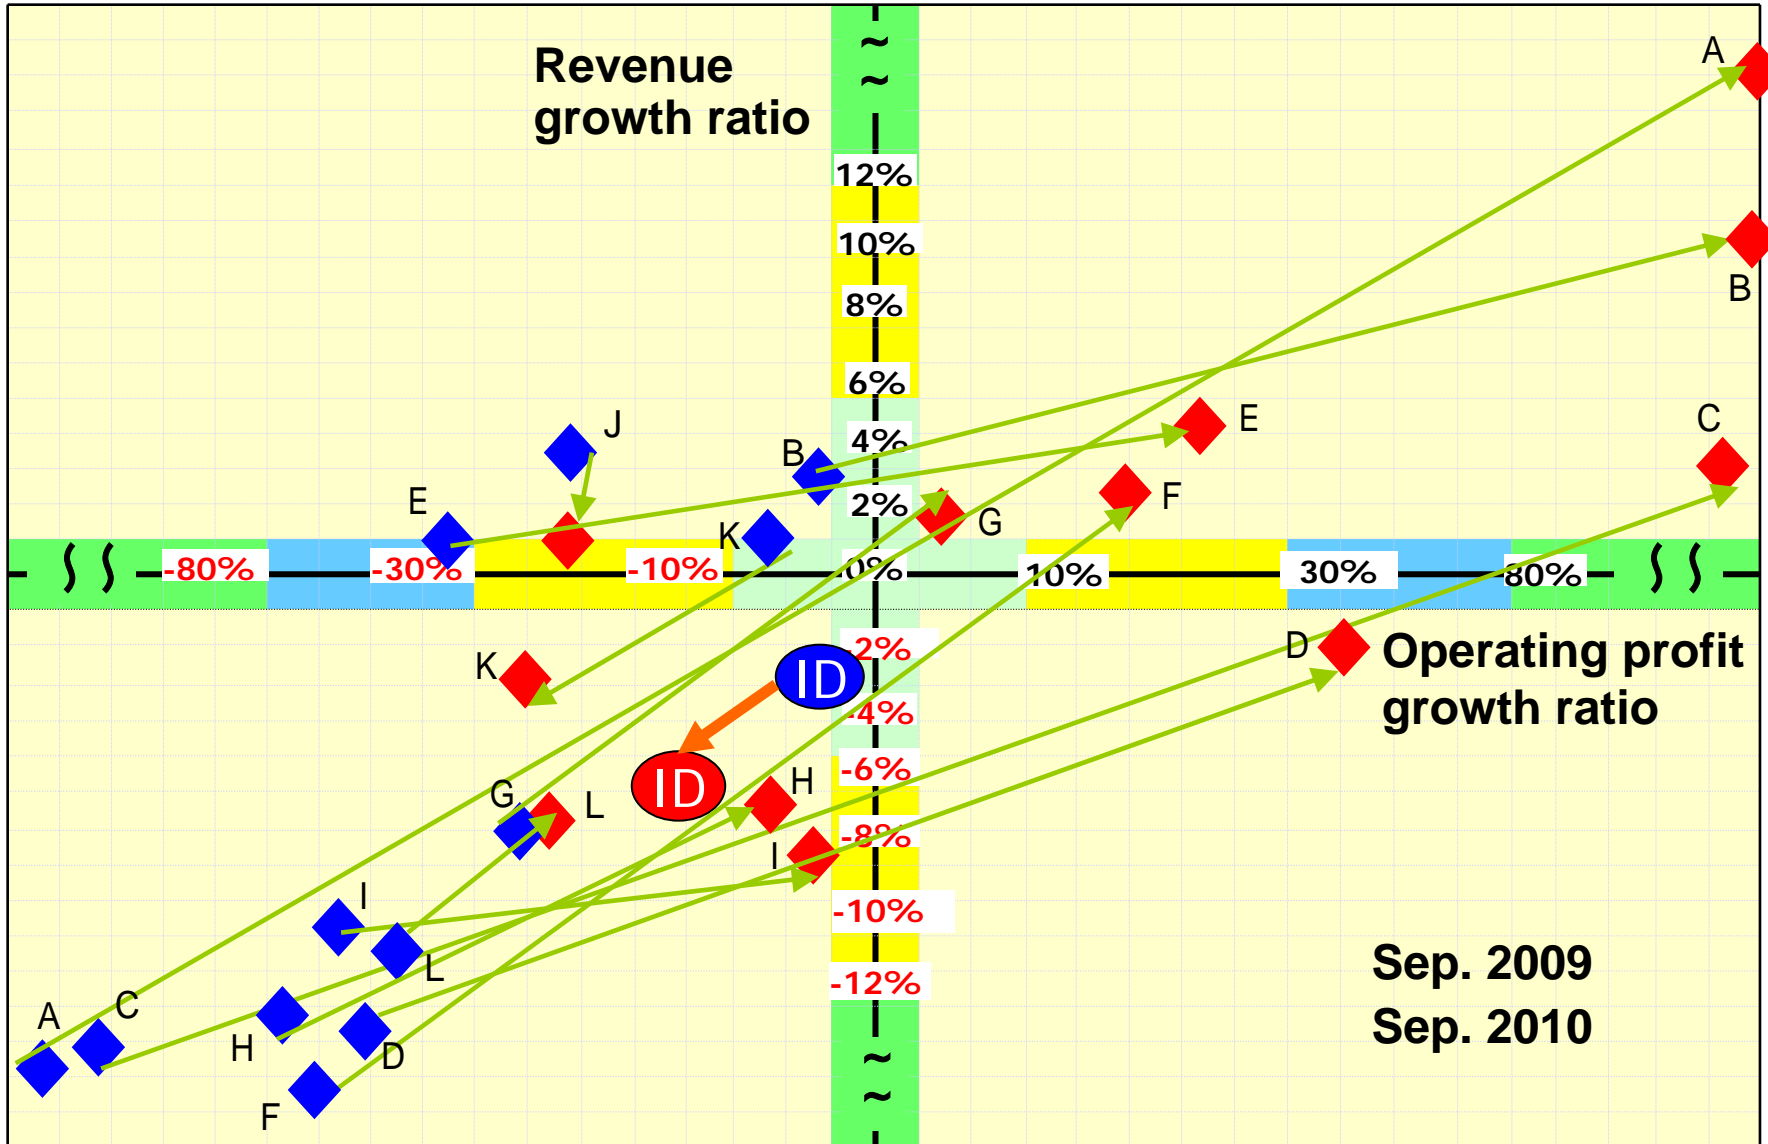 Revenue
growth ratio
A
12%
10%
B
8%
6%
J
B
4%
E
C
E
2%
F
K
G
-80%
-30%
-10%
0%
10%
30%
80%
K
ID
-2%
D
Operating profit
growth ratio
-4%
ID
-6%
H
G
L
-8%
I
I
-10%
L
-12%
Sep. 2009
A
C
H
D
Sep. 2010
F